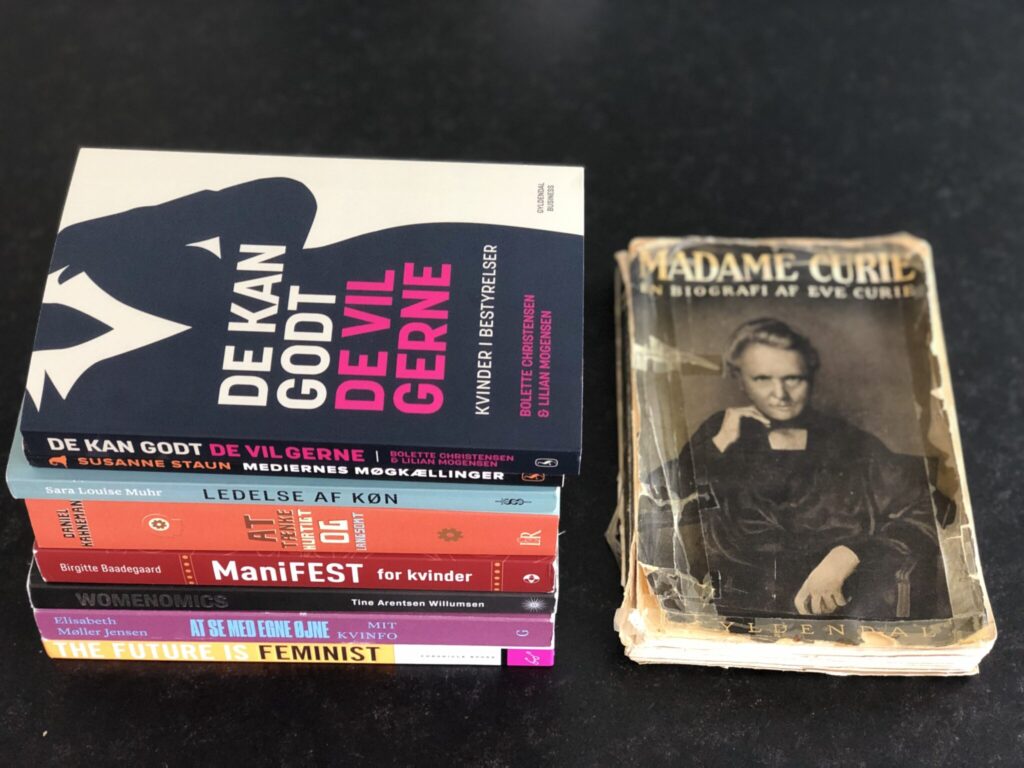 GYLDENDAL
BUSINESS
DE KAN
GODT
DE VIL
GERNE
KVINDER I BESTYRELSER
BOLETTE CHRISTENSEN
& LILIAN MOGENSEN
DE KAN GODT DE VIL GERNE | BOLETTE CHRISTENSEN
& LILIAN MOGENSEN
SUSANNE STAUN MEDIERNES MØGKÆLLINGER
Sara Louise Muhr LEDELSE AF KØN
DANIEL
KAHNEMAN
AT
TÆNKE
HURTIGT
OG
LANGSOMT
LR
Birgitte Baadegaard ManiFEST for kvinder
WOMENOMICS Tine Arentsen Willumsen
Elisabeth
Møller Jensen
AT SE MED EGNE ØJNE
MIT
KVINFO
G
THE FUTURE IS FEMINIST CHRONICLE BOOKS
MADAME CURIE
EN BIOGRAFI AF EVE CURIE
GYLDENDAL